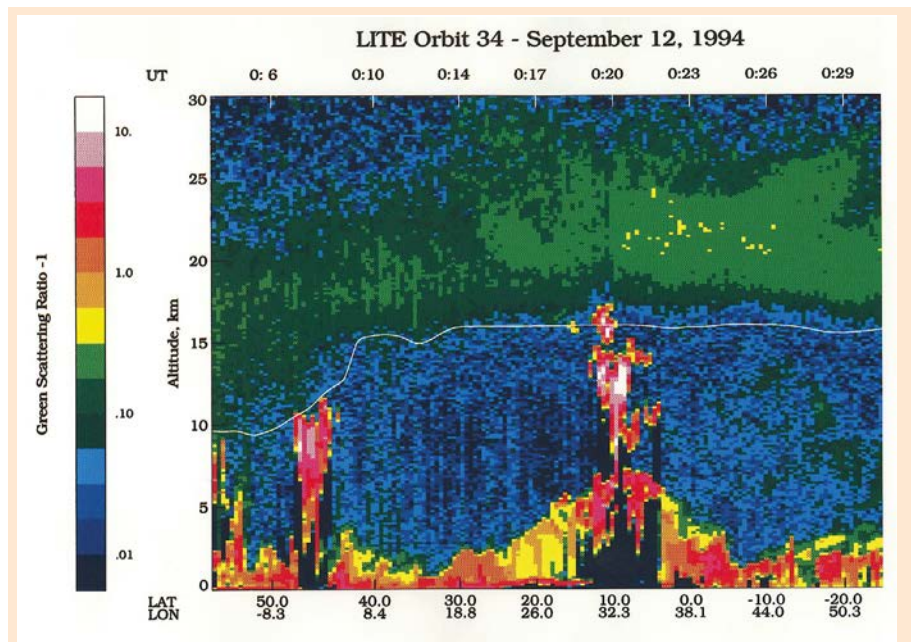 LITE Orbit 34 - September 12, 1994
UT 0: 6 0:10 0:14 0:17 0:20 0:23 0:26 0:29
Green Scattering Ratio -1
10.
1.0
.10
.01
Altitude, km
30
25
20
15
10
5
0
LAT 50.0 40.0 30.0 20.0 10.0 0.0 -10.0 -20.0
LON -8.3 8.4 18.8 26.0 32.3 38.1 44.0 50.3